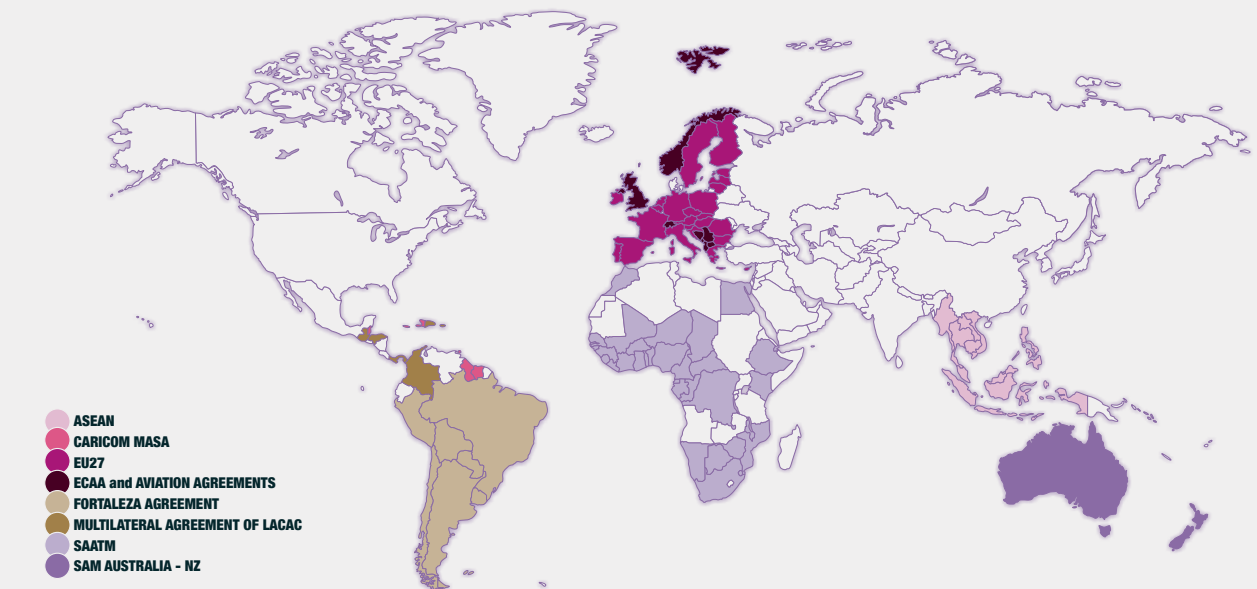 ASEAN
CARICOM MASA
EU27
ECAA and AVIATION AGREEMENTS
FORTALEZA AGREEMENT
MULTILATERAL AGREEMENT OF LACAC
SAATM
SAM AUSTRALIA - NZ